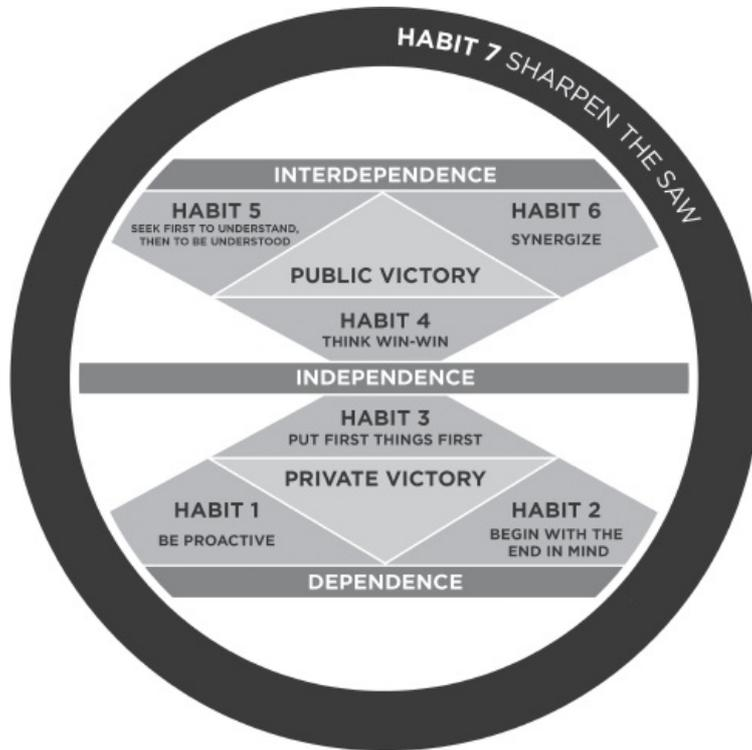 HABIT 7 SHARPEN THE SAW
INTERDEPENDENCE
HABIT 5
SEEK FIRST TO UNDERSTAND,
THEN TO BE UNDERSTOOD
HABIT 6
SYNERGIZE
PUBLIC VICTORY
HABIT 4
THINK WIN-WIN
INDEPENDENCE
HABIT 3
PUT FIRST THINGS FIRST
PRIVATE VICTORY
HABIT 1
BE PROACTIVE
HABIT 2
BEGIN WITH THE
END IN MIND
DEPENDENCE